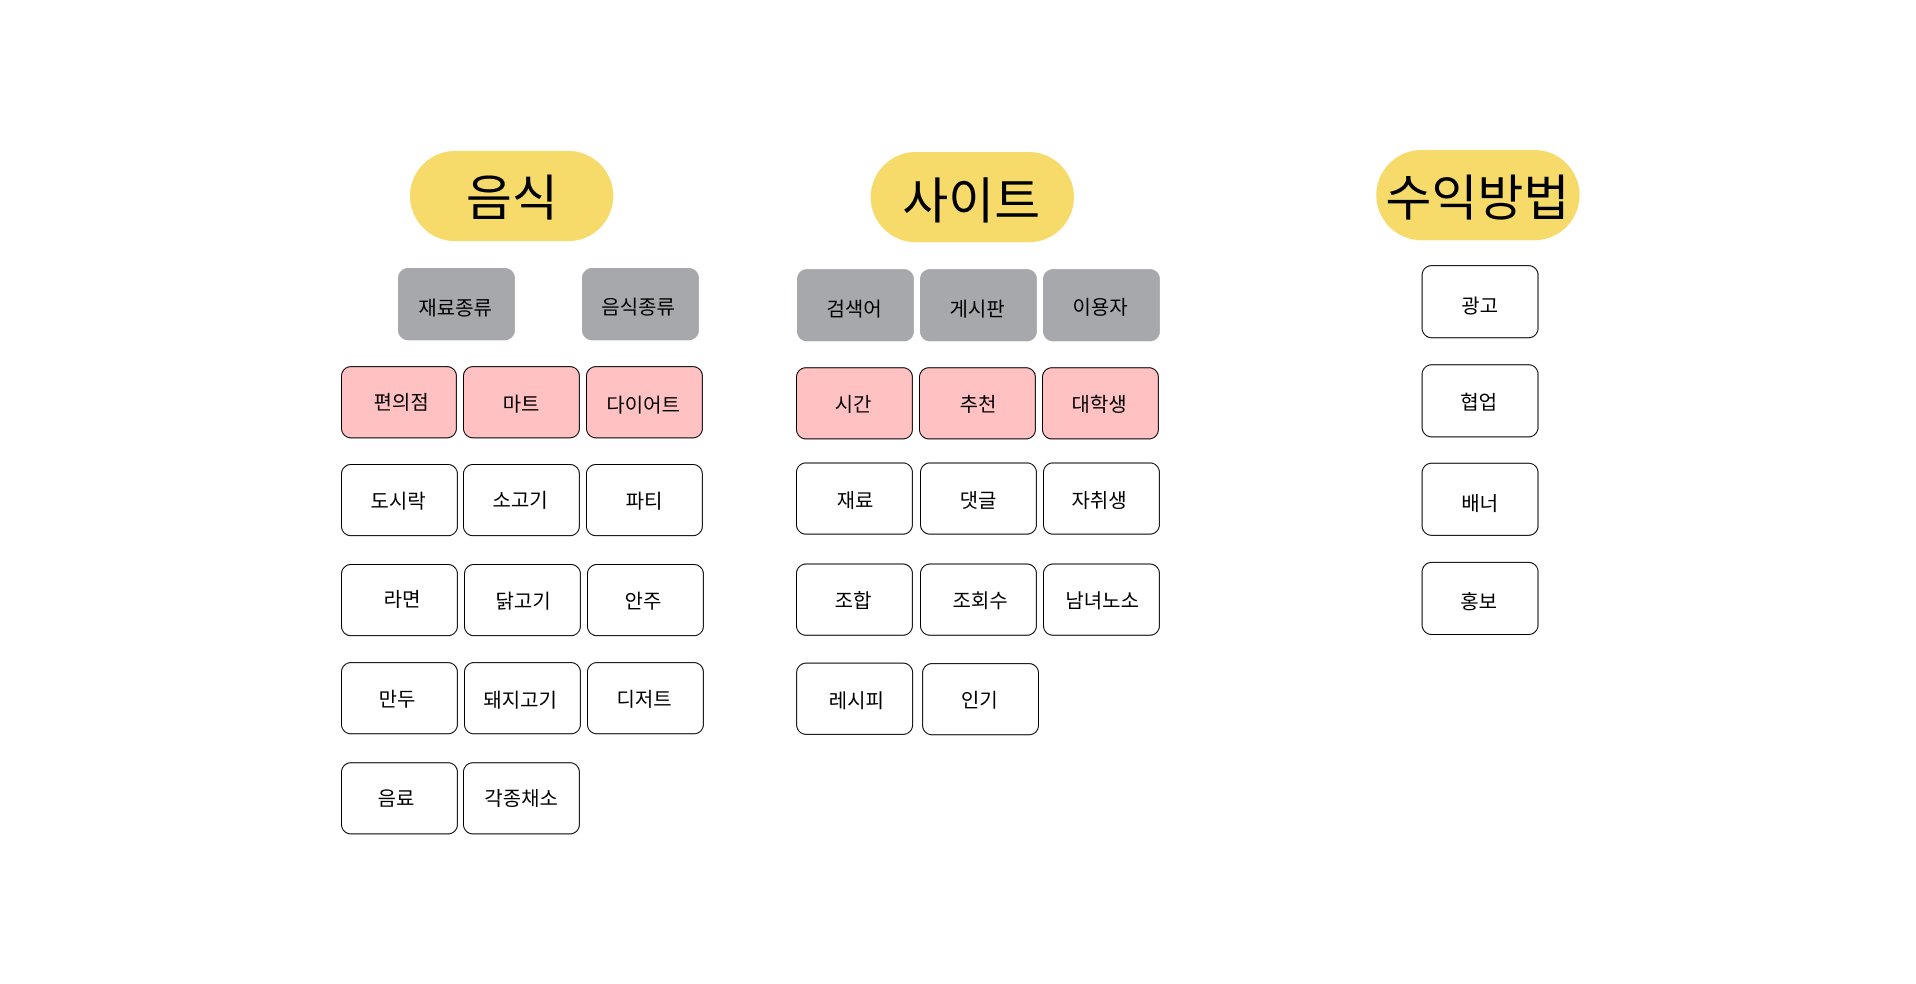 음식
사이트
수익방법
재료종류
음식종류
검색어
게시판
이용자
광고
편의점
마트
다이어트
시간
추천
대학생
협업
도시락
소고기
파티
재료
댓글
자취생
배너
라면
닭고기
안주
조합
조회수
남녀노소
홍보
만두
돼지고기
디저트
레시피
인기
음료
각종채소